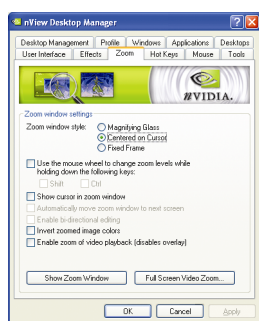 nView Desktop Manager
Desktop Management Profile Windows Applications Desktops
User Interface Effects Zoom Hot Keys Mouse Tools
nVIDIA.
Zoom window settings
Zoom window style:
Magnifying Glass
Centered on Cursor
Fixed Frame
Use the mouse wheel to change zoom levels while
holding down the following keys:
Shift Ctrl
Show cursor in zoom window
Automatically move zoom window to next screen
Enable bi-directional editing
Invert zoomed image colors
Enable zoom of video playback (disables overlay)
Show Zoom Window Full Screen Video Zoom...
OK Cancel Apply